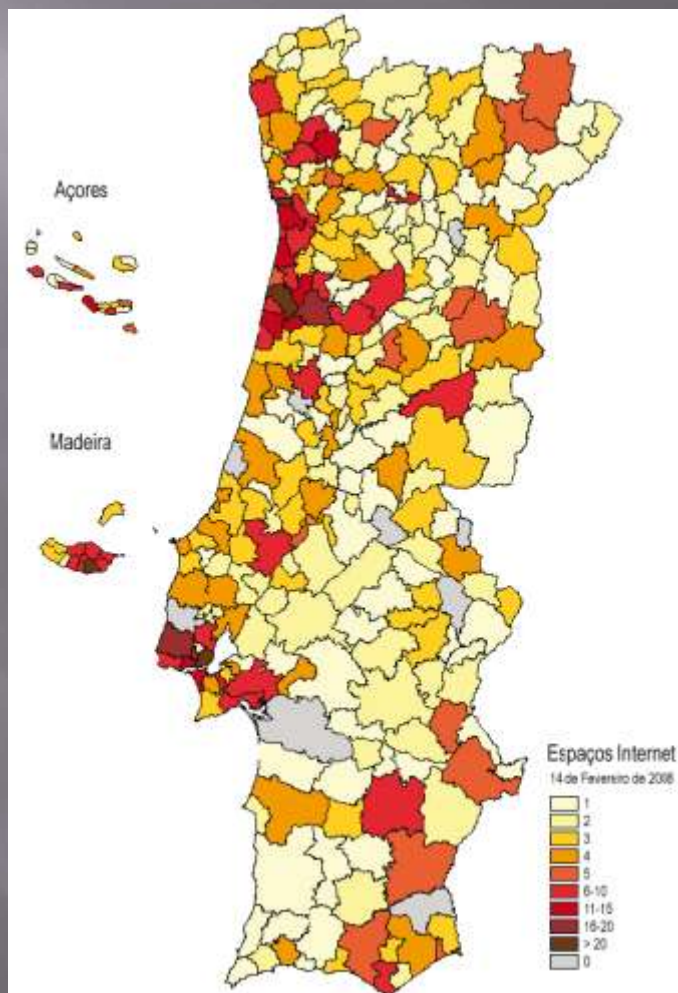 Açores
Madeira
Espaços Internet
14 de Fevereiro de 2008
1
2
3
4
5
6-10
11-15
16-20
> 20
0